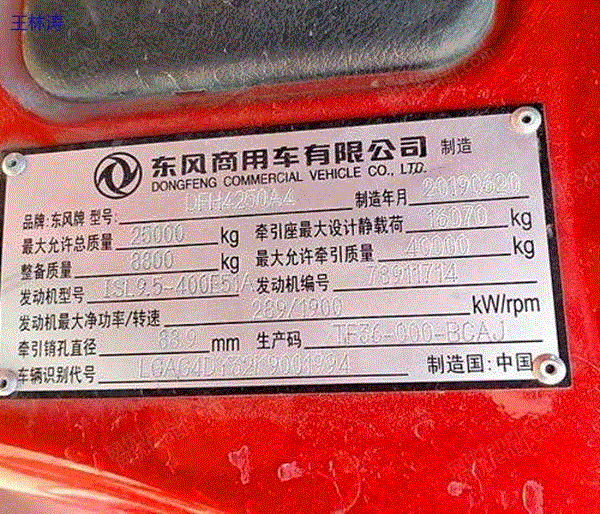 王林涛
东风商用车有限公司 制造
DONGFENG COMMERCIAL VEHICLE CO., LTD.
品牌: 东风牌 型号: DFH4250A4 制造年月 20190620
最大允许总质量 25000 kg 牵引座最大设计静载荷 16070 kg
整备质量 8800 kg 最大允许牵引质量 40000 kg
发动机型号 ISL9.5-400E51A 发动机编号 78911714
发动机最大净功率/转速 289/1900 kW/rpm
牵引销孔直径 88.9 mm 生产码 TF36-000-BCAJ
车辆识别代号 制造国: 中国